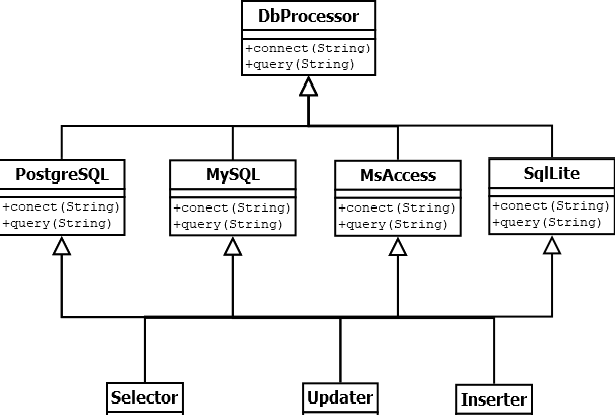 DbProcessor
+connect(String)
+query(String)
PostgreSQL
MySQL
MsAccess
SqlLite
+conect(String)
+query(String)
+conect(String)
+query(String)
+conect(String)
+query(String)
+conect(String)
+query(String)
Selector
Updater
Inserter